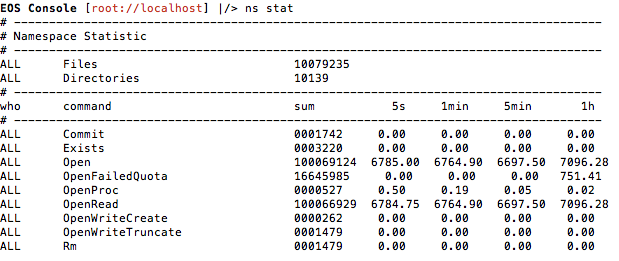 EOS Console [root://localhost] |/> ns stat
# ------------------------------------------------------------------------------------
# Namespace Statistic
# ------------------------------------------------------------------------------------
ALL      Files                            10079235
ALL      Directories                      10139
# ------------------------------------------------------------------------------------
who      command                          sum           5s     1min     5min       1h
# ------------------------------------------------------------------------------------
ALL      Commit                           0001742     0.00     0.00     0.00     0.00
ALL      Exists                           0003220     0.00     0.00     0.00     0.00
ALL      Open                             100069124  6785.00  6764.90  6697.50  7096.28
ALL      OpenFailedQuota                  16645985     0.00     0.00     0.00   751.41
ALL      OpenProc                         0000527     0.50     0.19     0.05     0.02
ALL      OpenRead                         100066929  6784.75  6764.90  6697.50  7096.28
ALL      OpenWriteCreate                  0000262     0.00     0.00     0.00     0.00
ALL      OpenWriteTruncate                0001479     0.00     0.00     0.00     0.00
ALL      Rm                               0001479     0.00     0.00     0.00     0.00